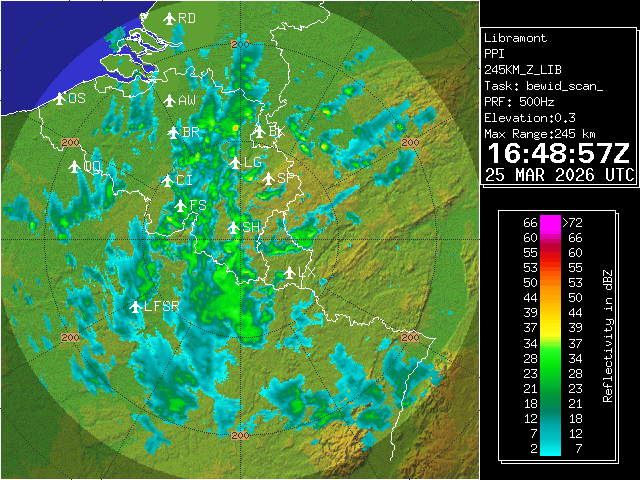 RD
200
OS
AW
BR
BK
200
200
OO
LG
CI
SP
FS
SH
LX
LFSR
200
200
200
Libramont
PPI
245KM_Z_LIB
Task: bewid_scan_
PRF: 500Hz
Elevation:0.3
Max Range:245 km
16:48:57Z
25 MAR 2026 UTC
66 >72
60 66
55 60
53 55
50 53
44 50
39 44
37 39
34 37
28 34
23 28
21 23
18 21
12 18
7 12
2 7
Reflectivity in dBZ